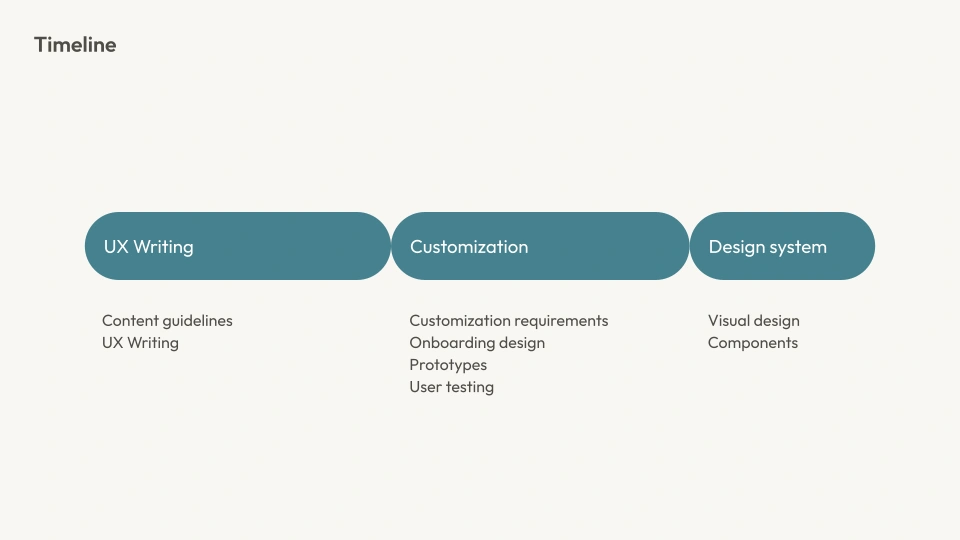 Timeline
UX Writing
Customization
Design system
Content guidelines
UX Writing
Customization requirements
Onboarding design
Prototypes
User testing
Visual design
Components